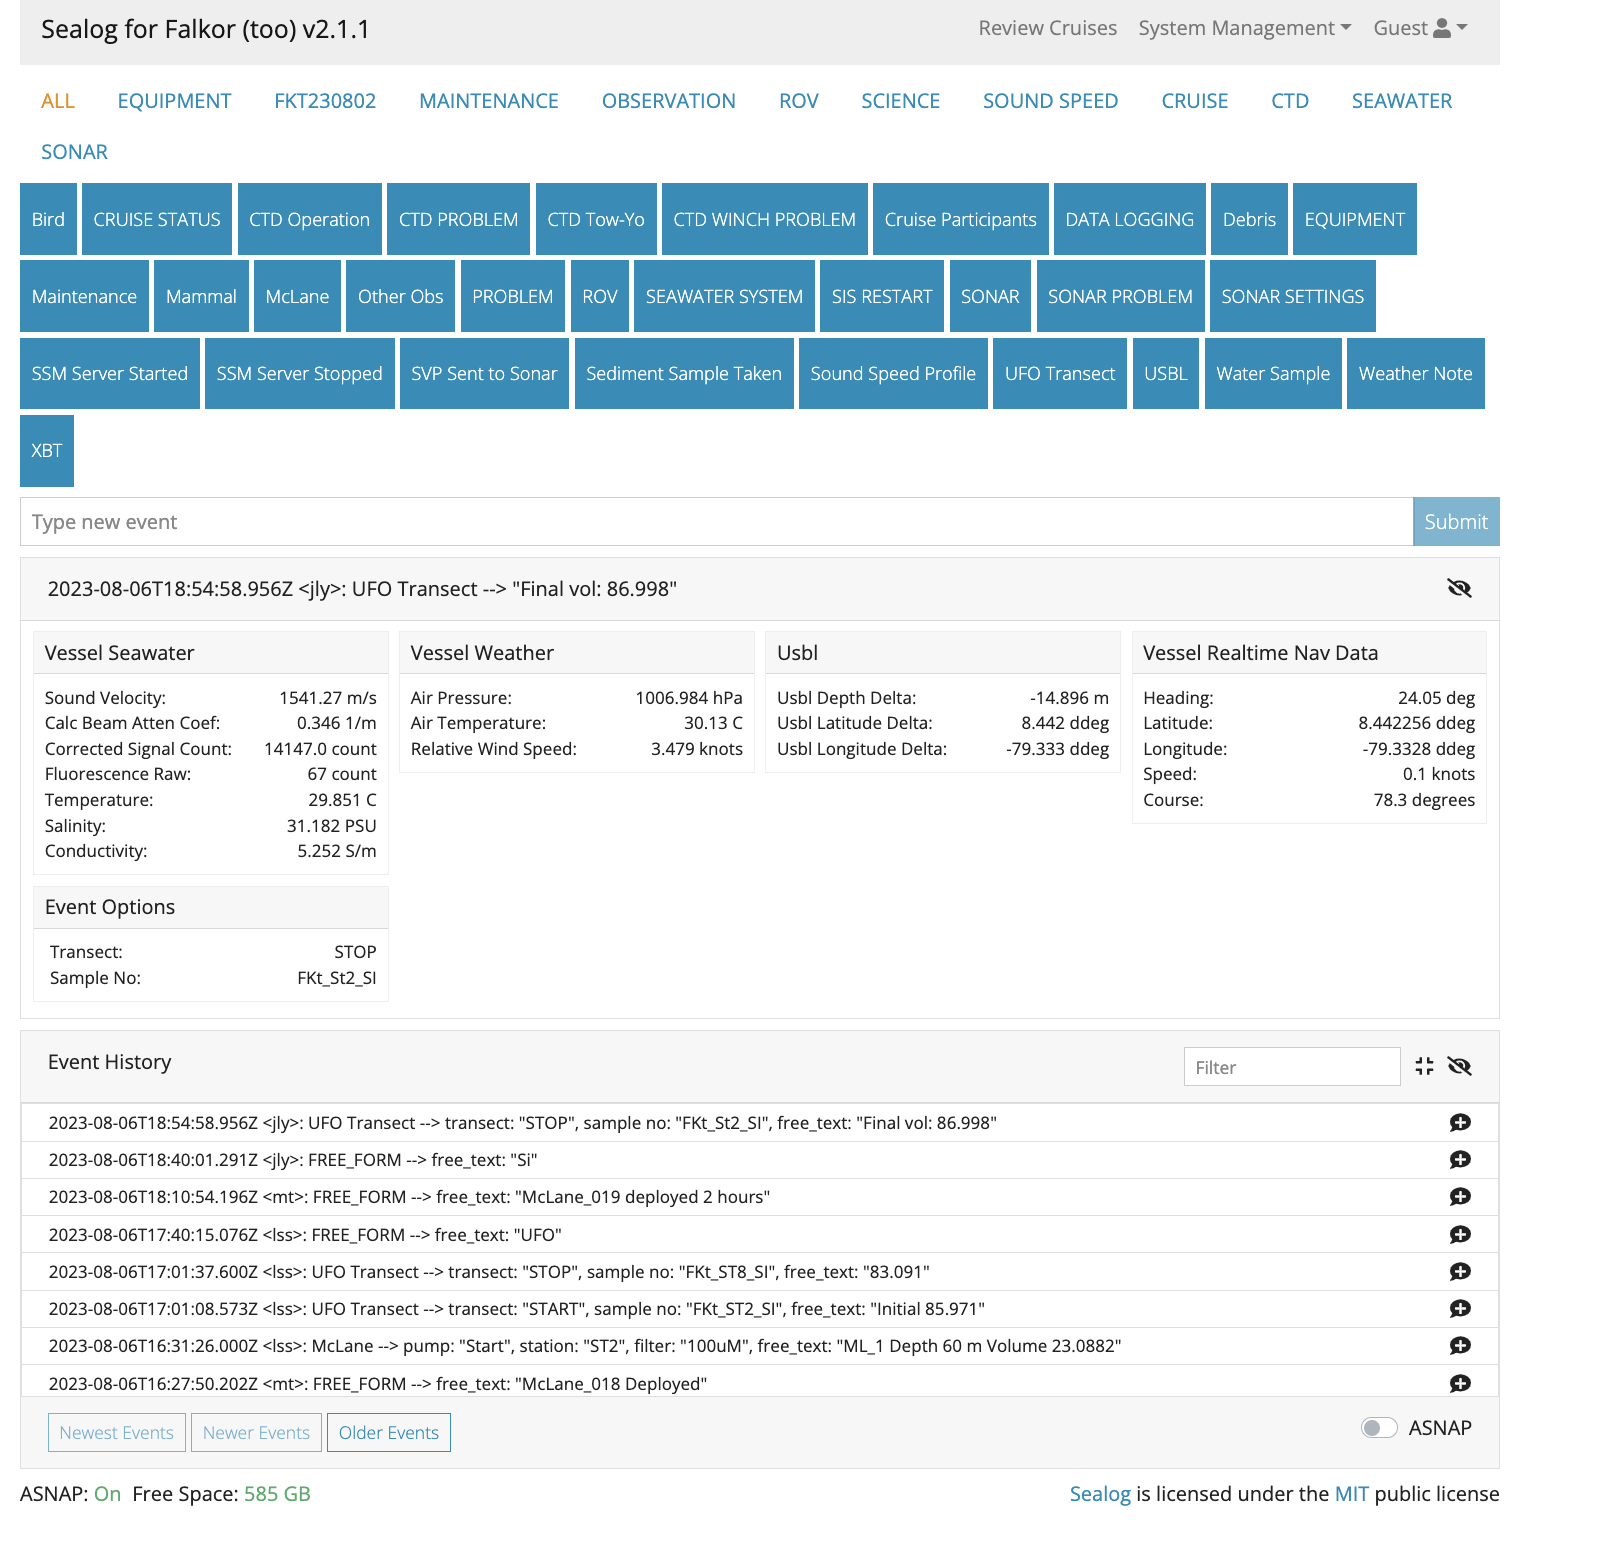 Sealog for Falkor (too) v2.1.1 Review Cruises System Management Guest
ALL EQUIPMENT FKT230802 MAINTENANCE OBSERVATION ROV SCIENCE SOUND SPEED CRUISE CTD SEAWATER
SONAR
Bird CRUISE STATUS CTD Operation CTD PROBLEM CTD Tow-Yo CTD WINCH PROBLEM Cruise Participants DATA LOGGING Debris EQUIPMENT
Maintenance Mammal McLane Other Obs PROBLEM ROV SEAWATER SYSTEM SIS RESTART SONAR SONAR PROBLEM SONAR SETTINGS
SSM Server Started SSM Server Stopped SVP Sent to Sonar Sediment Sample Taken Sound Speed Profile UFO Transect USBL Water Sample Weather Note
XBT
Type new event Submit
2023-08-06T18:54:58.956Z <jly>: UFO Transect --> "Final vol: 86.998"
Vessel Seawater
Sound Velocity: 1541.27 m/s
Calc Beam Atten Coef: 0.346 1/m
Corrected Signal Count: 14147.0 count
Fluorescence Raw: 67 count
Temperature: 29.851 C
Salinity: 31.182 PSU
Conductivity: 5.252 S/m
Vessel Weather
Air Pressure: 1006.984 hPa
Air Temperature: 30.13 C
Relative Wind Speed: 3.479 knots
Usbl
Usbl Depth Delta: -14.896 m
Usbl Latitude Delta: 8.442 ddeg
Usbl Longitude Delta: -79.333 ddeg
Vessel Realtime Nav Data
Heading: 24.05 deg
Latitude: 8.442256 ddeg
Longitude: -79.3328 ddeg
Speed: 0.1 knots
Course: 78.3 degrees
Event Options
Transect: STOP
Sample No: FKt_St2_SI
Event History Filter
2023-08-06T18:54:58.956Z <jly>: UFO Transect --> transect: "STOP", sample no: "FKt_St2_SI", free_text: "Final vol: 86.998"
2023-08-06T18:40:01.291Z <jly>: FREE_FORM --> free_text: "Si"
2023-08-06T18:10:54.196Z <mt>: FREE_FORM --> free_text: "McLane_019 deployed 2 hours"
2023-08-06T17:40:15.076Z <lss>: FREE_FORM --> free_text: "UFO"
2023-08-06T17:01:37.600Z <lss>: UFO Transect --> transect: "STOP", sample no: "FKt_ST8_SI", free_text: "83.091"
2023-08-06T17:01:08.573Z <lss>: UFO Transect --> transect: "START", sample no: "FKt_ST2_SI", free_text: "Initial 85.971"
2023-08-06T16:31:26.000Z <lss>: McLane --> pump: "Start", station: "ST2", filter: "100uM", free_text: "ML_1 Depth 60 m Volume 23.0882"
2023-08-06T16:27:50.202Z <mt>: FREE_FORM --> free_text: "McLane_018 Deployed"
Newest Events Newer Events Older Events ASNAP
ASNAP: On Free Space: 585 GB Sealog is licensed under the MIT public license